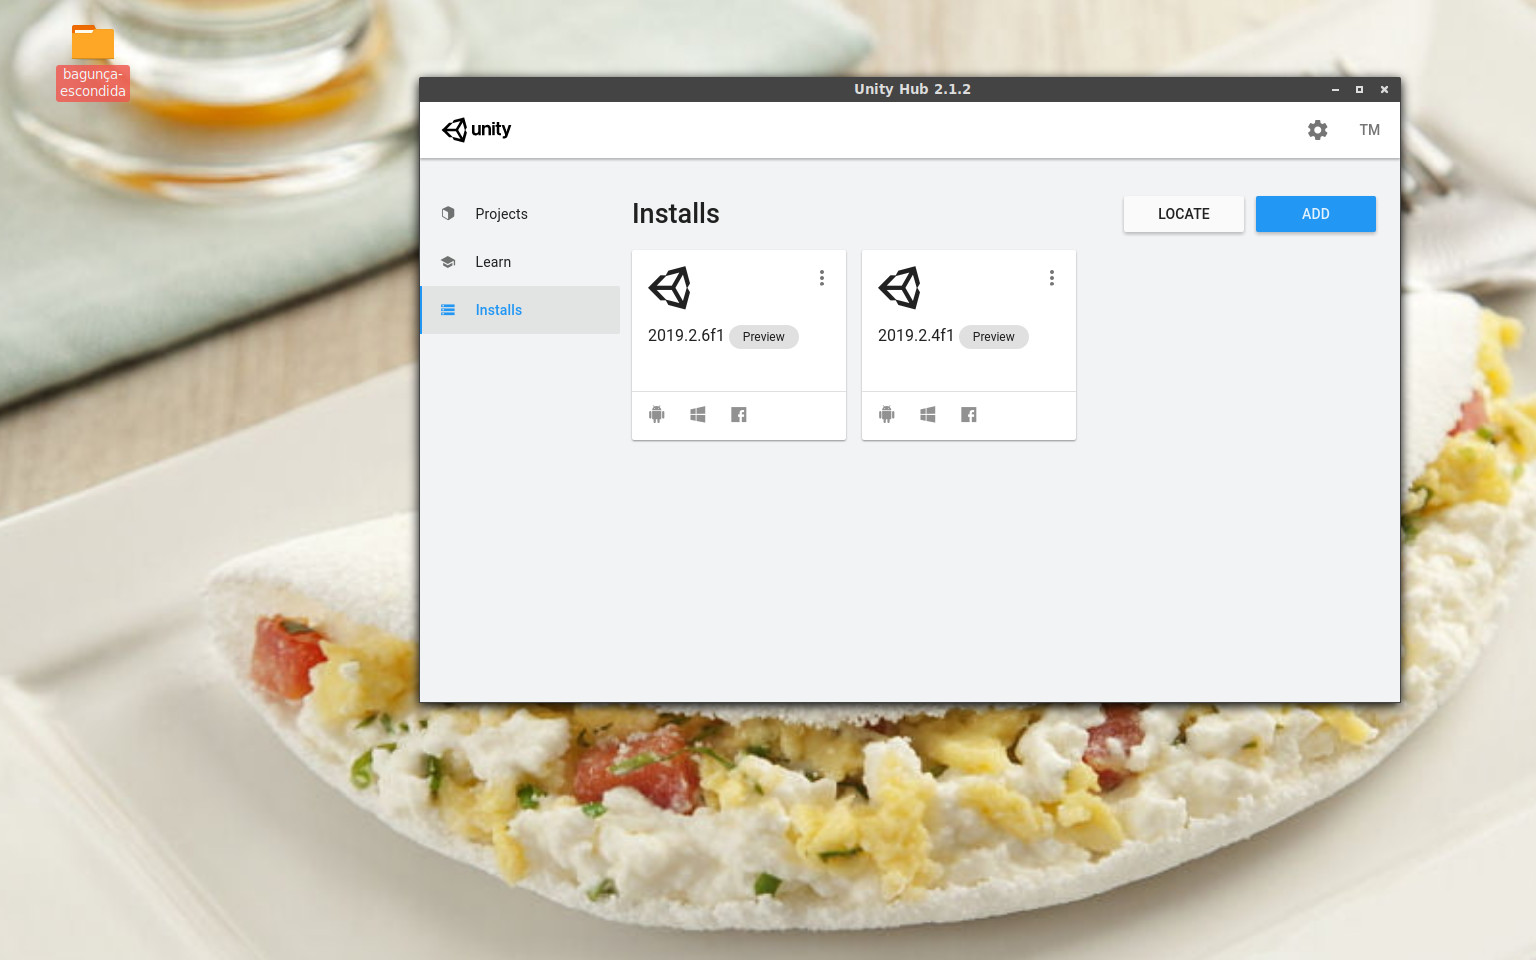 bagunça-
escondida
Unity Hub 2.1.2
unity
TM
Projects
Learn
Installs
Installs
LOCATE
ADD
2019.2.6f1 Preview
2019.2.4f1 Preview